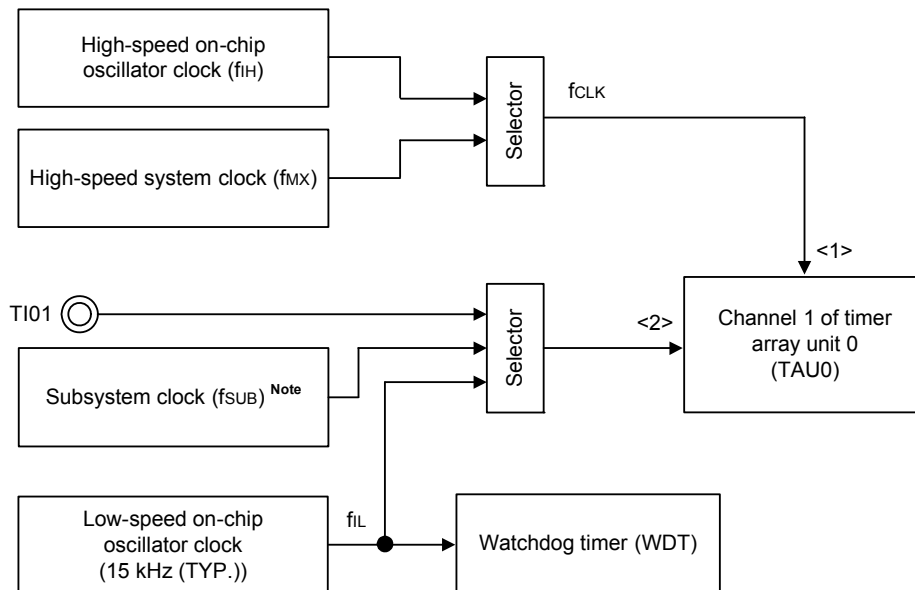 High-speed on-chip
oscillator clock (fIH)
Selector
fCLK
High-speed system clock (fMX)
<1>
TI01
Selector
<2>
Channel 1 of timer
array unit 0
(TAU0)
Subsystem clock (fSUB) Note
Low-speed on-chip
oscillator clock
(15 kHz (TYP.))
fIL
Watchdog timer (WDT)